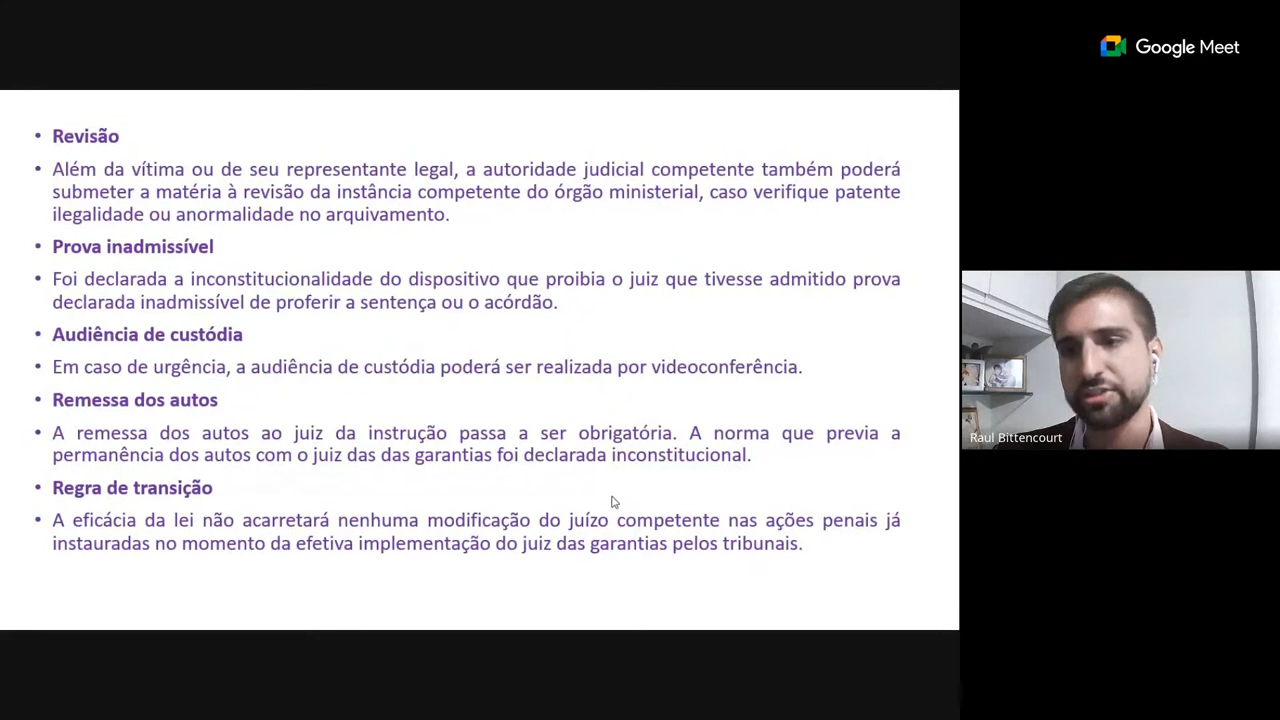 Google Meet
• Revisão
• Além da vítima ou de seu representante legal, a autoridade judicial competente também poderá
submeter a matéria à revisão da instância competente do órgão ministerial, caso verifique patente
ilegalidade ou anormalidade no arquivamento.
• Prova inadmissível
• Foi declarada a inconstitucionalidade do dispositivo que proibia o juiz que tivesse admitido prova
declarada inadmissível de proferir a sentença ou o acórdão.
• Audiência de custódia
• Em caso de urgência, a audiência de custódia poderá ser realizada por videoconferência.
• Remessa dos autos
• A remessa dos autos ao juiz da instrução passa a ser obrigatória. A norma que previa a
permanência dos autos com o juiz das das garantias foi declarada inconstitucional.
• Regra de transição
• A eficácia da lei não acarretará nenhuma modificação do juízo competente nas ações penais já
instauradas no momento da efetiva implementação do juiz das garantias pelos tribunais.
Raul Bittencourt